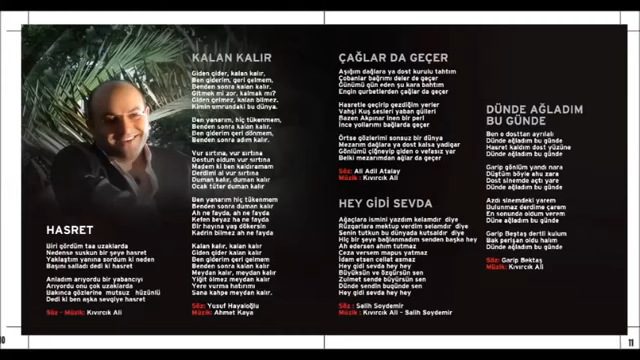 HASRET
Biri gördüm taa uzaklarda
Nedense suskun bir şeye hasret
Yaklaştım yanına sordum ki neden
Başını salladı dedi ki hasret
Anladım arıyordu bir yabancıyı
Arıyordu onu çok uzaklarda
Bakınca gözlerine mutsuz hüzünlü
Dedi ki ben aşka sevgiye hasret
Söz - Müzik: Kıvırcık Ali
KALAN KALIR
Giden gider, kalan kalır,
Ben giderim, geri gelmem,
Benden sonra kalan kalır.
Gitmek mi zor, kalmak mı?
Giden gelmez, kalan bilmez,
Kimin umrundaki bu dünya.
Ben yanarım, hiç tükenmem,
Benden sonra kalan kalır.
Ben giderim geri dönmem,
Benden sonra adım kalır.
Vur sırtına, vur sırtına
Dostun oldum vur sırtına
Madem ki ben kaldıramam
Derdimi al vur sırtına
Duman kalır, duman kalır
Ocak tüter duman kalır
Ben yanarım hiç tükenmem
Benden sonra duman kalır
Ah ne fayda, ah ne fayda
Kefen beyaz ha ne fayda
Bir heyina yaş dökersin
Kadrin bilmez ah ne fayda
Kalan kalır, kalan kalır
Giden gider kalan kalır
Ben giderim geri gelmem
Benden sonra kalan kalır
Meydan kalır, meydan kalır
Yiğit ölmez meydan kalır
Yere vurma hatırımı
Sana kahpe meydan kalır.
Söz: Yusuf Hayaloğlu
Müzik: Ahmet Kaya
ÇAĞLAR DA GEÇER
Aşığım dağlara ya dost kurulu tahtım
Çobanlar bağrımı deler de geçer
Günümü gün eden şu kara bahtım
Engin gurbetlerden çağlar da geçer
Hasretle geçirip gezdiğim yerler
Vahşi Kuş sesleri yaban gülleri
Bazen Akpınar İnen bir peri
İnce yollarımı bağlarda geçer
Örtse gözlerimi sonsuz bir dünya
Mezarım dağlara ya dost kalsa yadigar
Gönlümü çiğneyip giden o vefasız yar
Belki mezarımdan ağlar da geçer
Söz: Ali Adil Atalay
Müzik : Kıvırcık Ali
HEY GİDİ SEVDA
Ağaçlara ismini yazdım kelamdır diye
Rüzgarlara mektup verdim selamdır diye
Senin tutkun bu dünyada kutsaldır diye
Hiç bir şeye bağlanmadım senden başka hey
Ah edersen ahım tutmaz
Ceza versem mapus yatmaz
İdam etsen cellat asmaz
Hey gidi sevda hey hey
Büyüksün ve özgürsün sen
Zulmet sende büyürsün sen
Dünde sendin bugünde sen
Hey gidi sevda hey hey
Söz : Salih Soydemir
Müzik : Kıvırcık Ali - Salih Soydemir
DÜNDE AĞLADIM
BU GÜNDE
Ben o dosttan ayrılalı
Dünde ağladım bu günde
Hasret kaldım dost yüzüne
Dünde ağladım bu günde
Garip gönlüm yandı nara
Düştüm böyle ahu zara
Dost sinemde açtı yare
Dünde ağladım bu günde
Azdı sinemdeki yarem
Bulunmaz derdime çarem
En sonunda oldum verem
Düne ağladım bu günde
Garip Beştaş dertli kulum
Bak perişan oldu halım
Dünde ağladım bu günde
Söz: Garip Bektaş
Müzik: Kıvırcık Ali
10
11